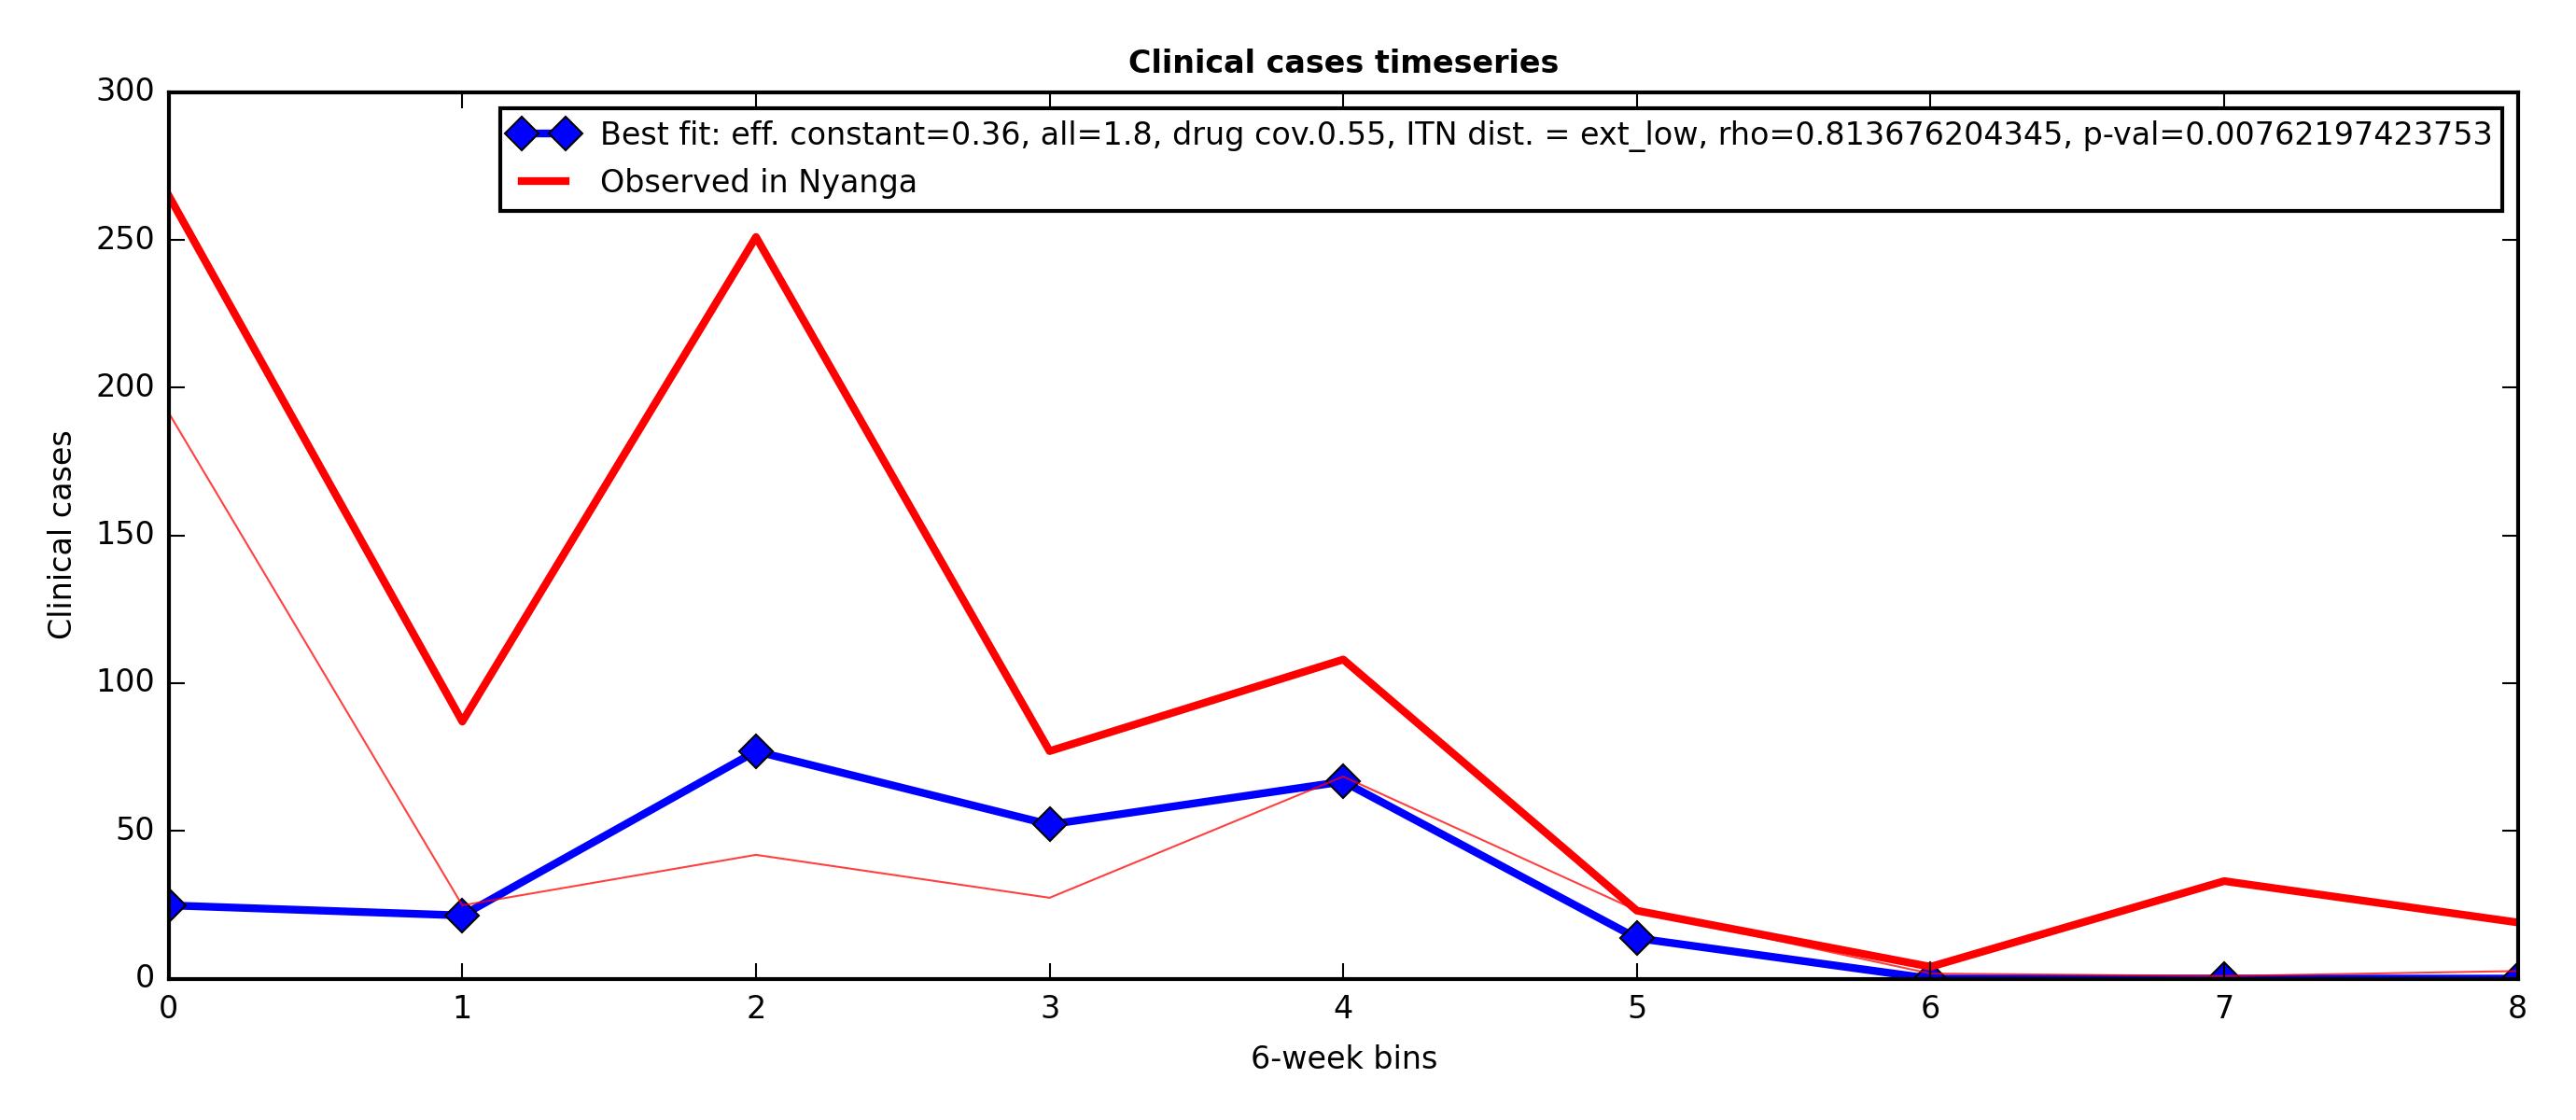 Clinical cases timeseries
Best fit: eff. constant=0.36, all=1.8, drug cov.0.55, ITN dist. = ext_low, rho=0.813676204345, p-val=0.00762197423753
Observed in Nyanga
300
250
200
150
100
50
0
Clinical cases
0 1 2 3 4 5 6 7 8
6-week bins